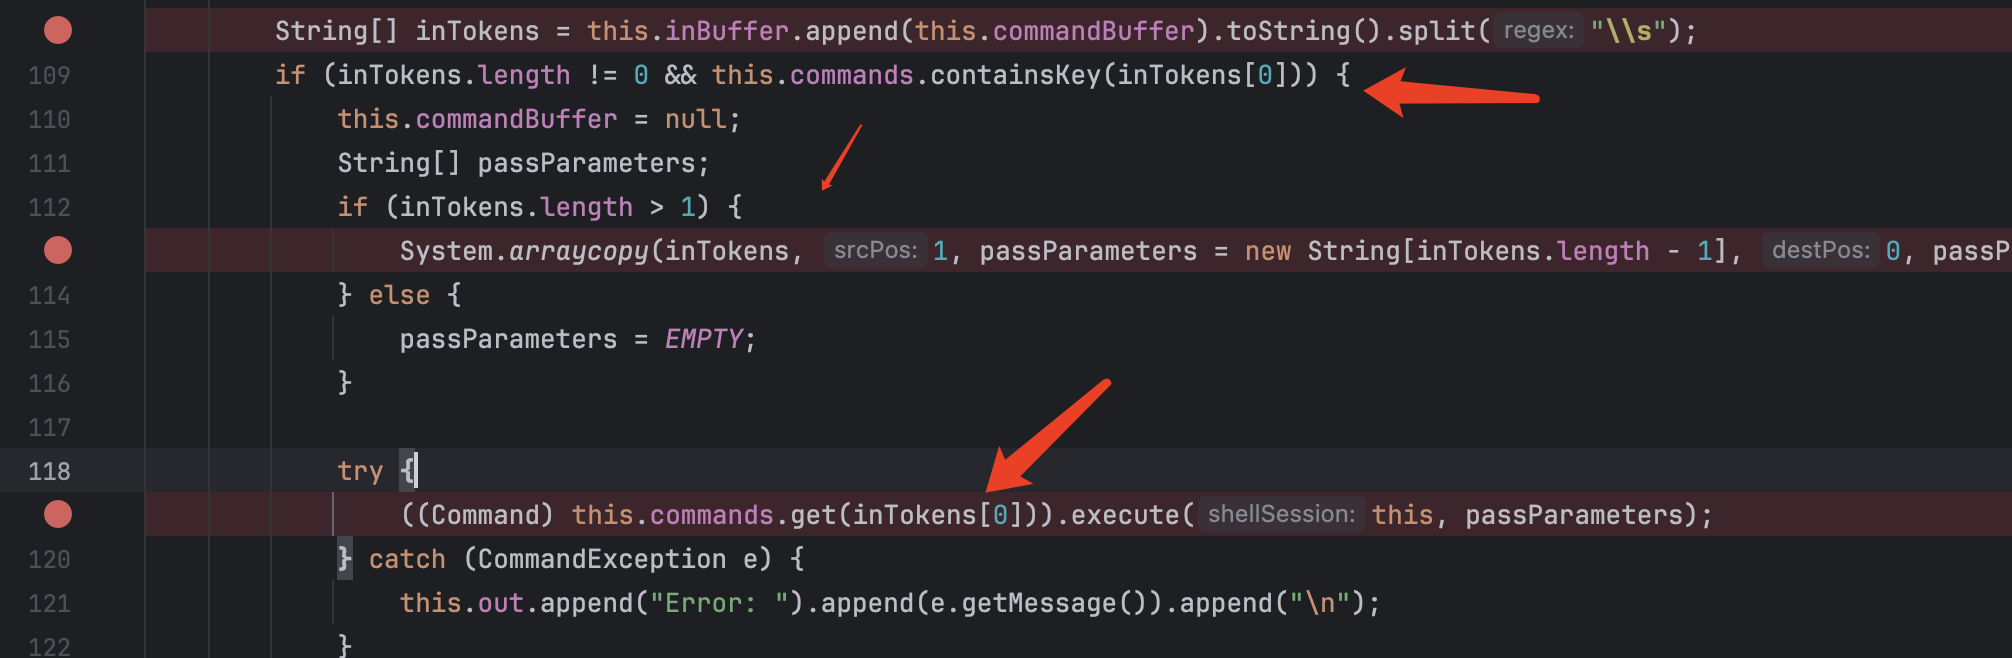 String[] inTokens = this.inBuffer.append(this.commandBuffer).toString().split( regex: "\\s");
109 if (inTokens.length != 0 && this.commands.containsKey(inTokens[0])) {
110 this.commandBuffer = null;
111 String[] passParameters;
112 if (inTokens.length > 1) {
System.arraycopy(inTokens, srcPos: 1, passParameters = new String[inTokens.length - 1], destPos: 0, passP
114 } else {
115 passParameters = EMPTY;
116 }
117
118 try {
((Command) this.commands.get(inTokens[0])).execute( shellSession: this, passParameters);
120 } catch (CommandException e) {
121 this.out.append("Error: ").append(e.getMessage()).append("\n");
122 }